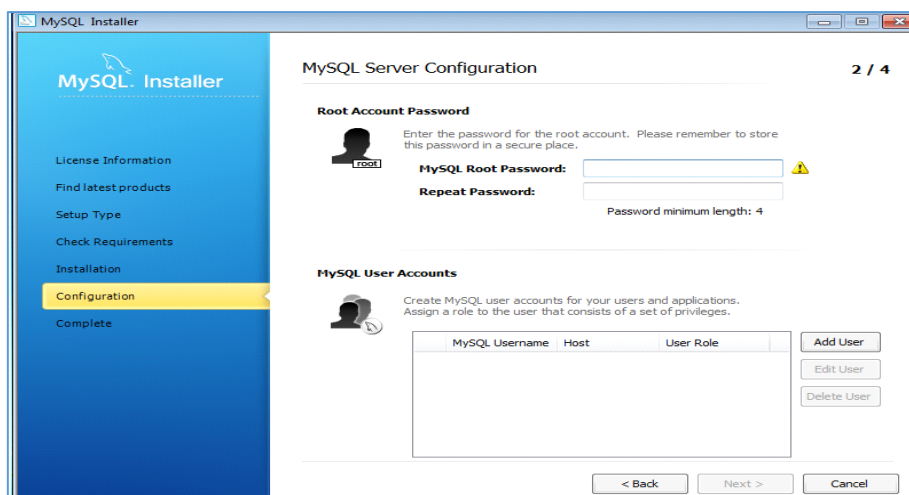 MySQL Installer
MySQL. Installer
License Information
Find latest products
Setup Type
Check Requirements
Installation
Configuration
Complete
MySQL Server Configuration
2 / 4
Root Account Password
Enter the password for the root account. Please remember to store
this password in a secure place.
root
MySQL Root Password:
Repeat Password:
Password minimum length: 4
MySQL User Accounts
Create MySQL user accounts for your users and applications.
Assign a role to the user that consists of a set of privileges.
MySQL Username Host User Role
Add User
Edit User
Delete User
< Back Next > Cancel